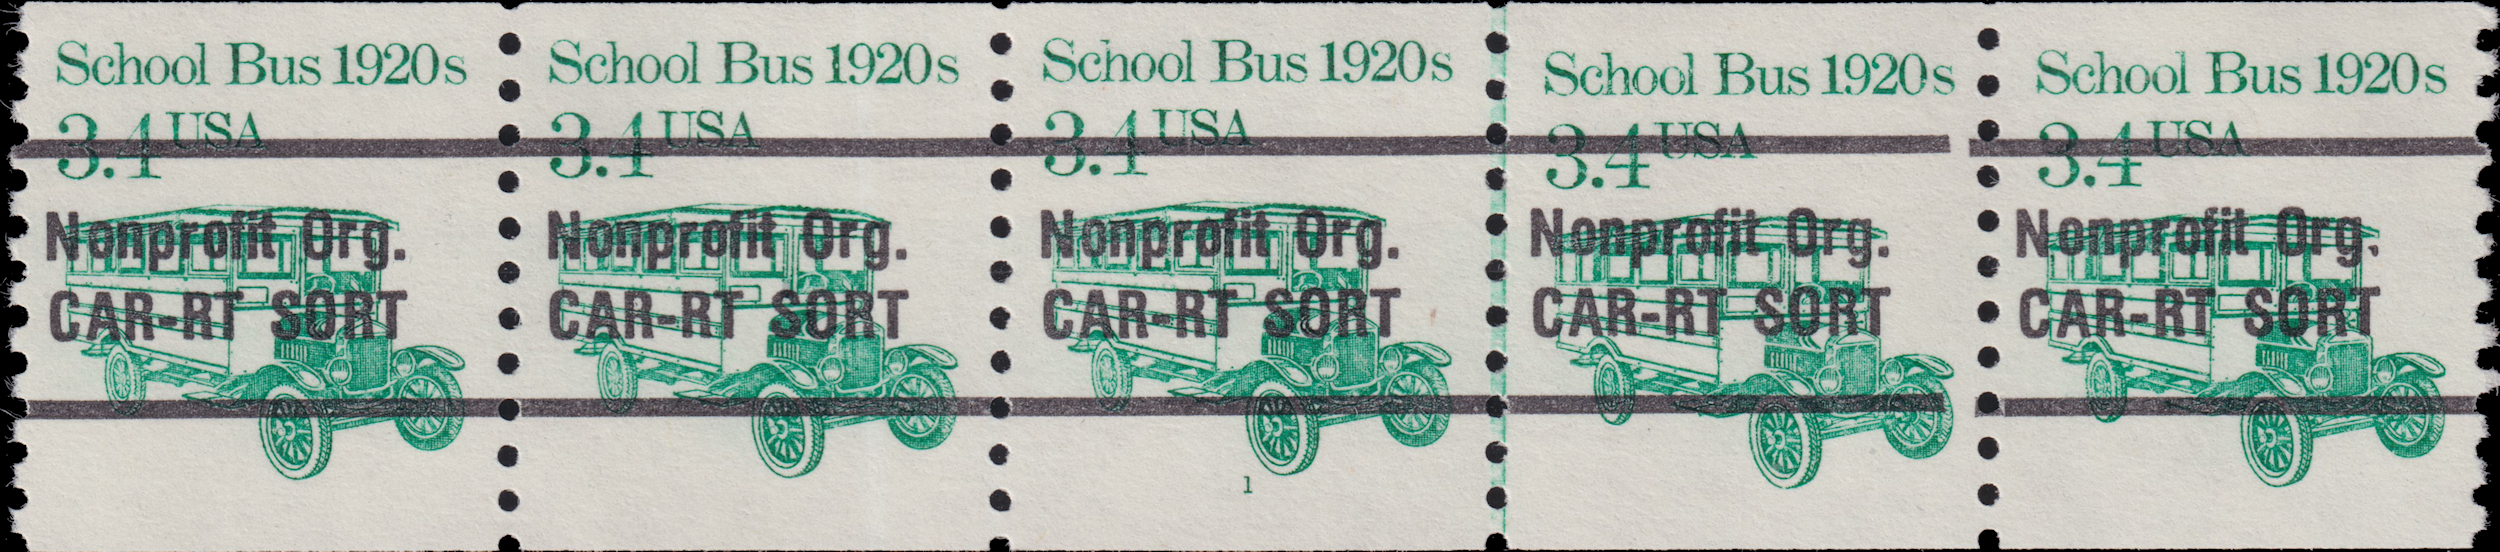 School Bus 1920s School Bus 1920s School Bus 1920s School Bus 1920s School Bus 1920s
3.4 USA 3.4 USA 3.4 USA 3.4 USA 3.4 USA
Nonprofit Org. Nonprofit Org. Nonprofit Org. Nonprofit Org. Nonprofit Org.
CAR-RT SORT CAR-RT SORT CAR-RT SORT CAR-RT SORT CAR-RT SORT
1